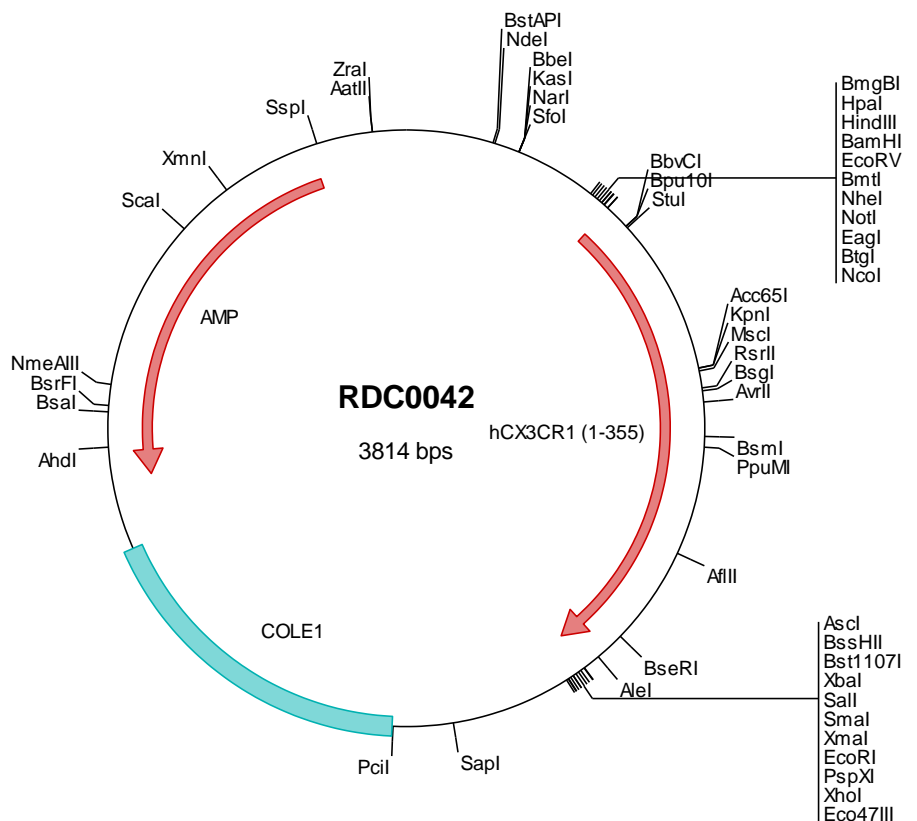 BstAPI
NdeI
BbeI
KasI
NarI
SfoI
ZraI
AatII
SspI
XmnI
ScaI
BmgBI
HpaI
HindIII
BamHI
EcoRV
BmtI
NheI
NotI
EagI
BtgI
NcoI
BbvCI
Bpu10I
StuI
AMP
Acc65I
KpnI
MscI
RsrII
BsgI
AvrII
NmeAIII
BsrFI
BsaI
AhdI
RDC0042
3814 bps
hCX3CR1 (1-355)
BsmI
PpuMI
AflII
COLE1
BseRI
AleI
AscI
BssHII
Bst1107I
XbaI
SalI
SmaI
XmaI
EcoRI
PspXI
XhoI
Eco47III
PciI
SapI